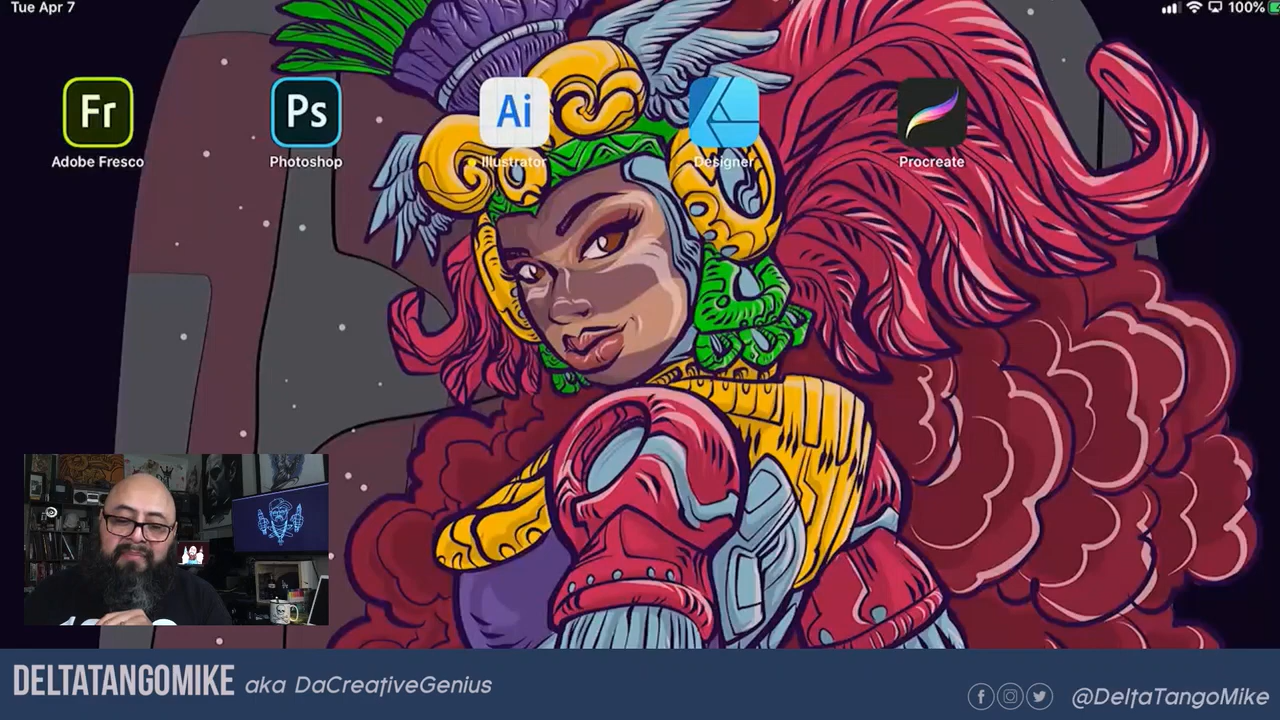 Tue Apr 7
100%
Fr
Ps
Ai
Adobe Fresco
Photoshop
Illustrator
Designer
Procreate
DELTATANGOMIKE aka DaCreativeGenius
@DeltaTangoMike